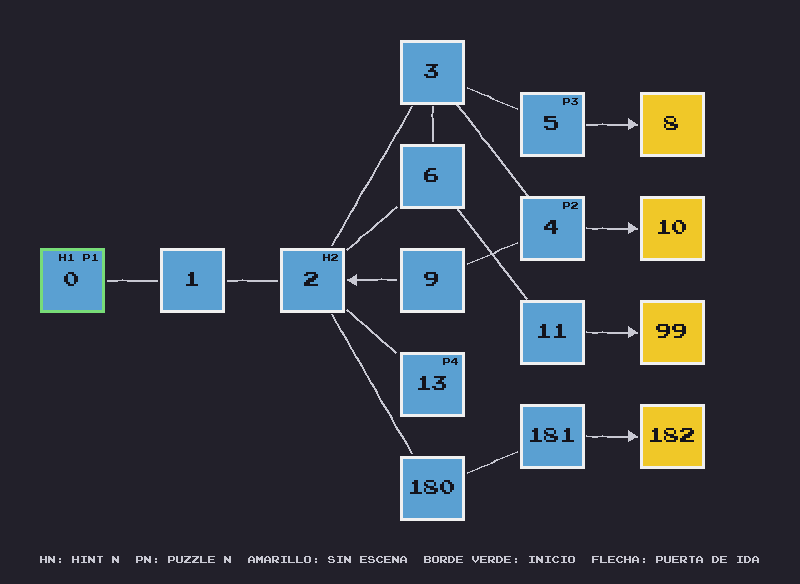 3
P3
5
8
6
P2
4
10
H1 P1
0
1
H2
2
9
11
99
P4
13
181
182
180
HN: HINT N PN: PUZZLE N AMARILLO: SIN ESCENA BORDE VERDE: INICIO FLECHA: PUERTA DE IDA